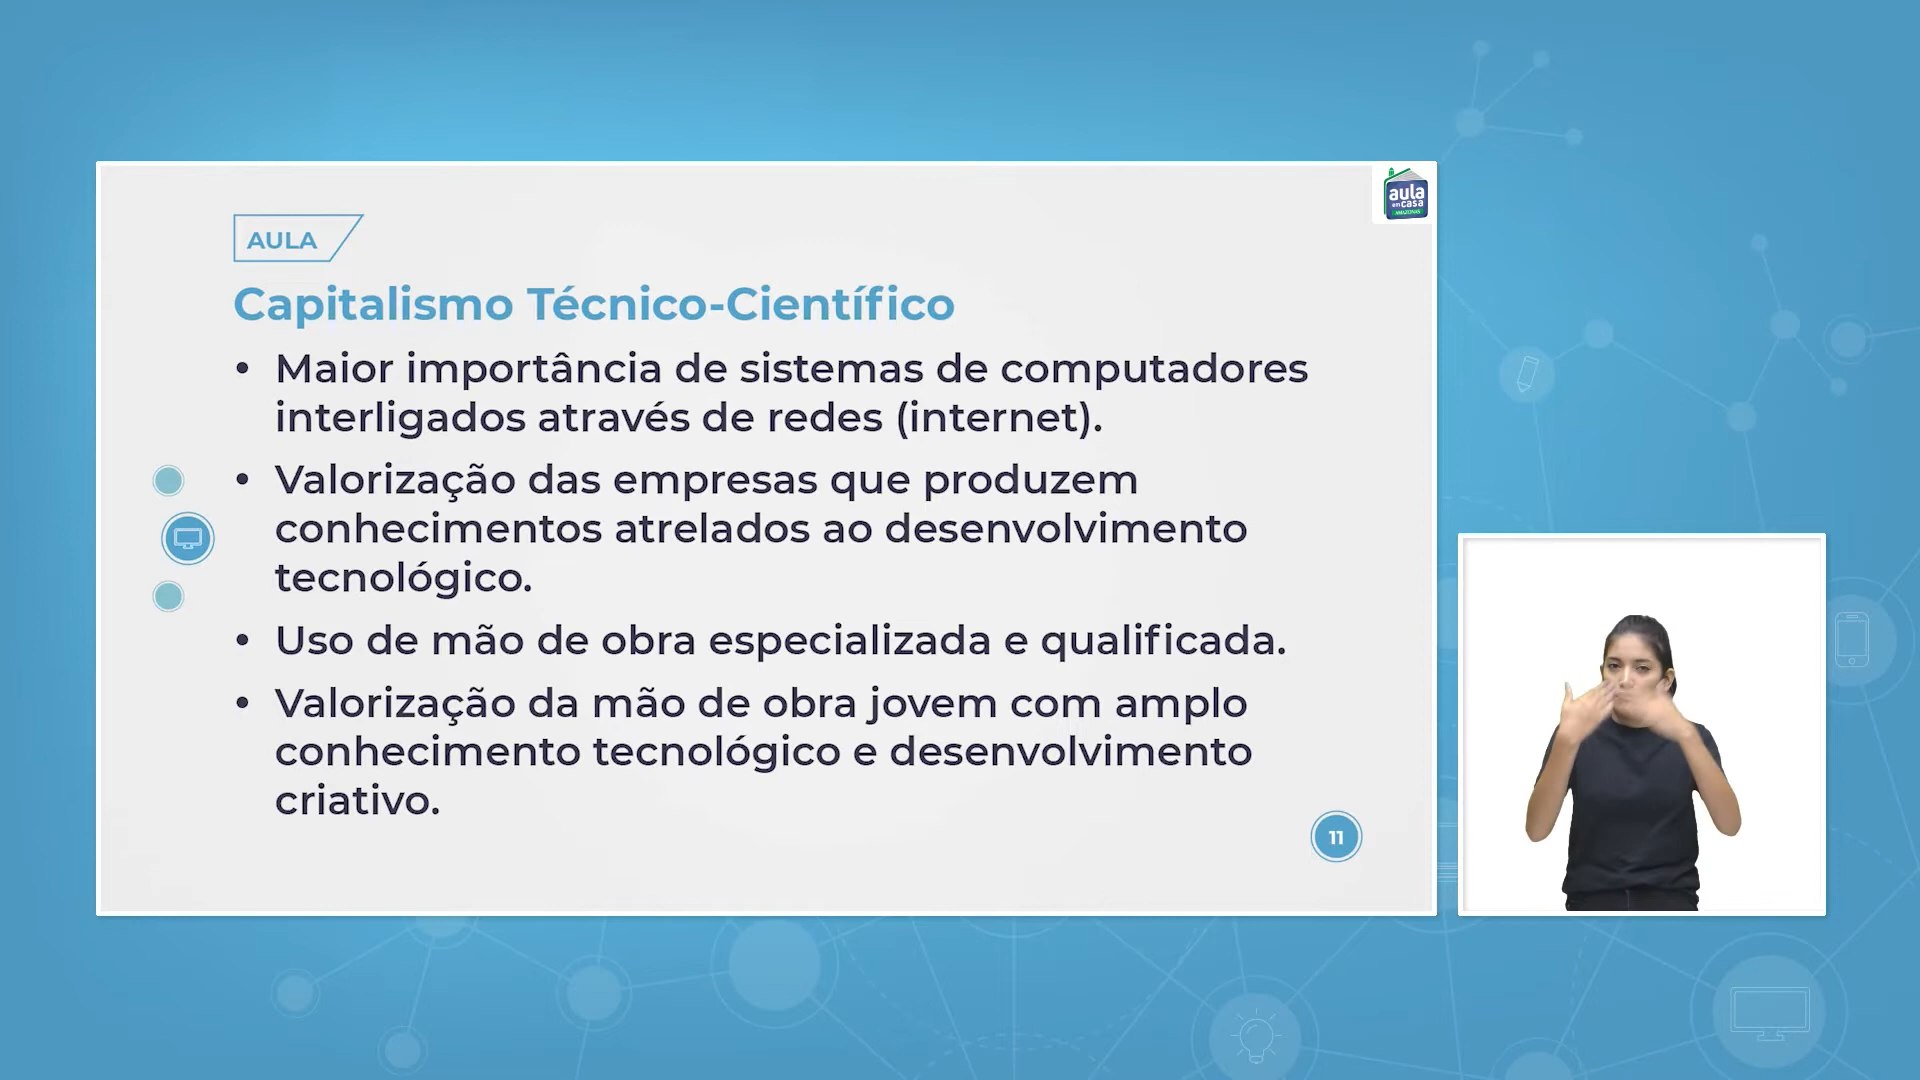 aula
em casa
AMAZONAS
AULA
Capitalismo Técnico-Científico
• Maior importância de sistemas de computadores
interligados através de redes (internet).
• Valorização das empresas que produzem
conhecimentos atrelados ao desenvolvimento
tecnológico.
• Uso de mão de obra especializada e qualificada.
• Valorização da mão de obra jovem com amplo
conhecimento tecnológico e desenvolvimento
criativo.
11